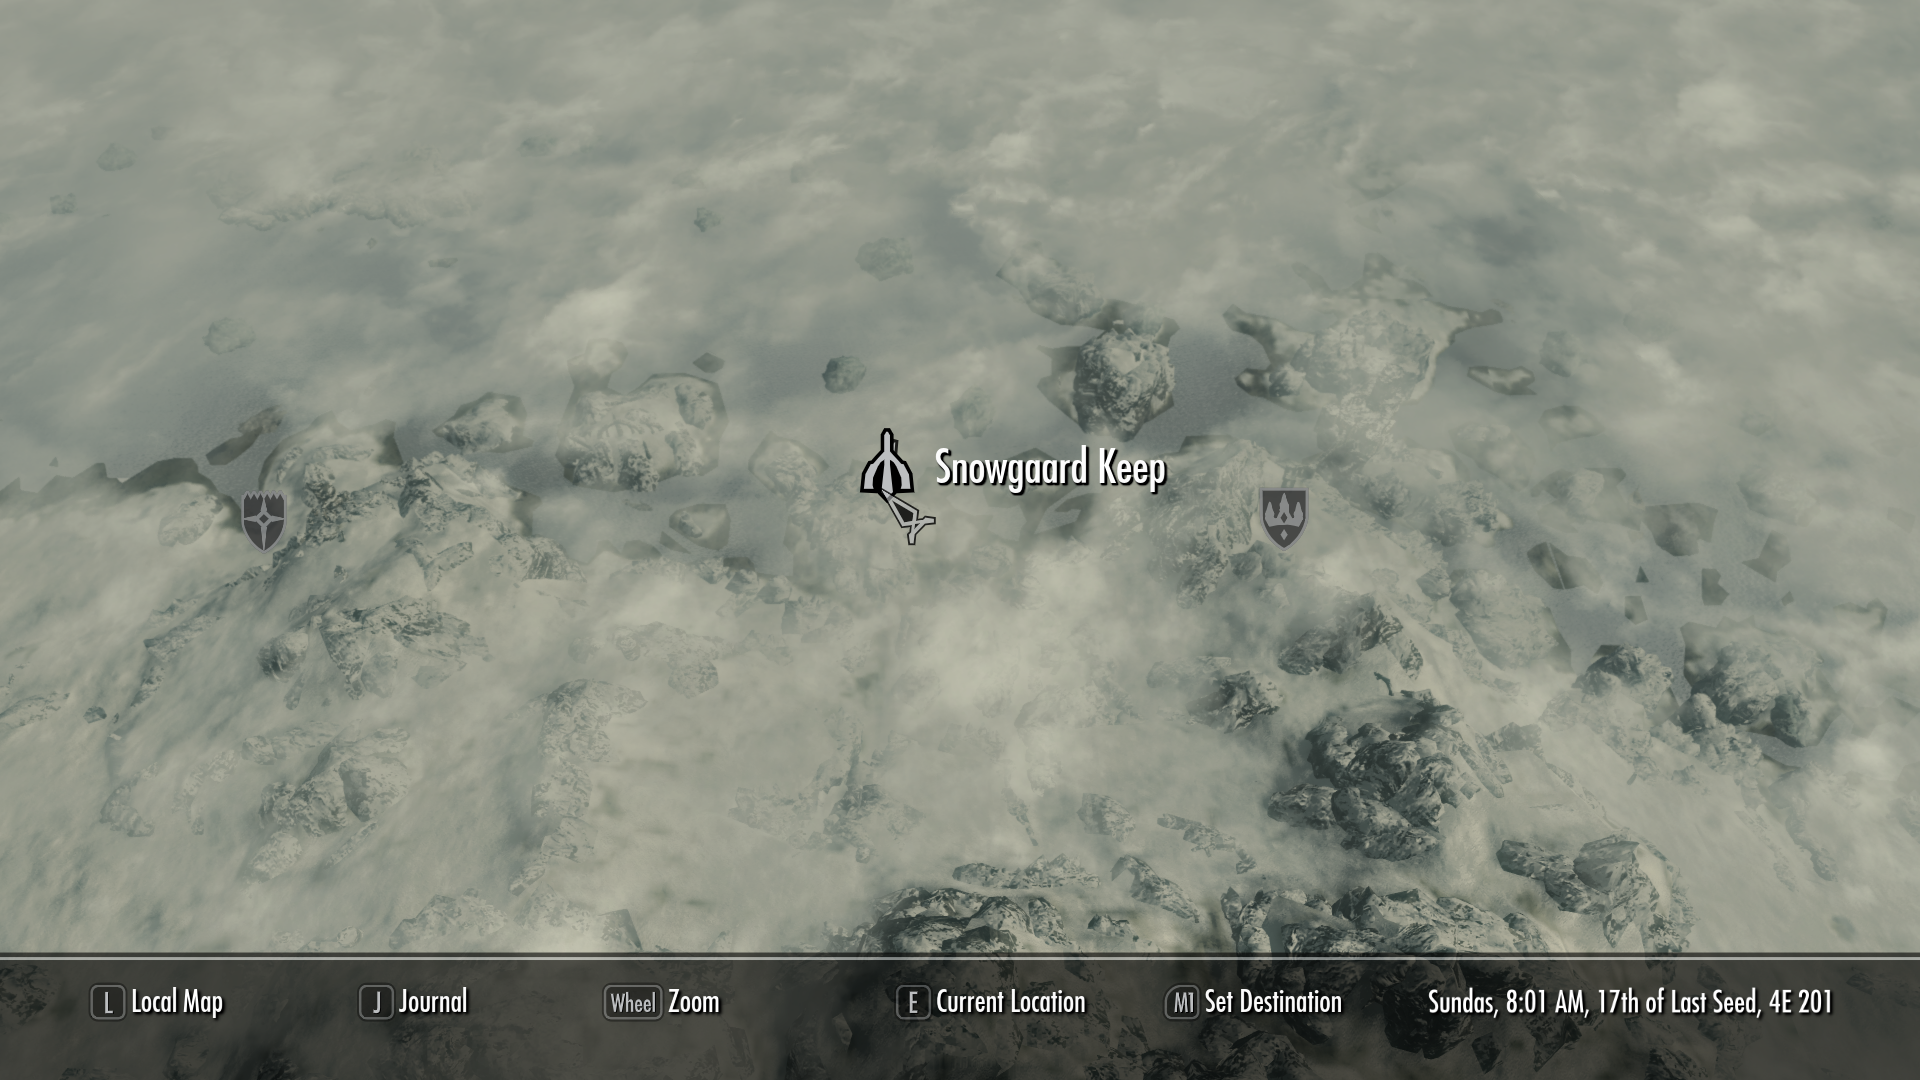 Snowgaard Keep
L Local Map
J Journal
Wheel Zoom
E Current Location
M1 Set Destination
Sundas, 8:01 AM, 17th of Last Seed, 4E 201